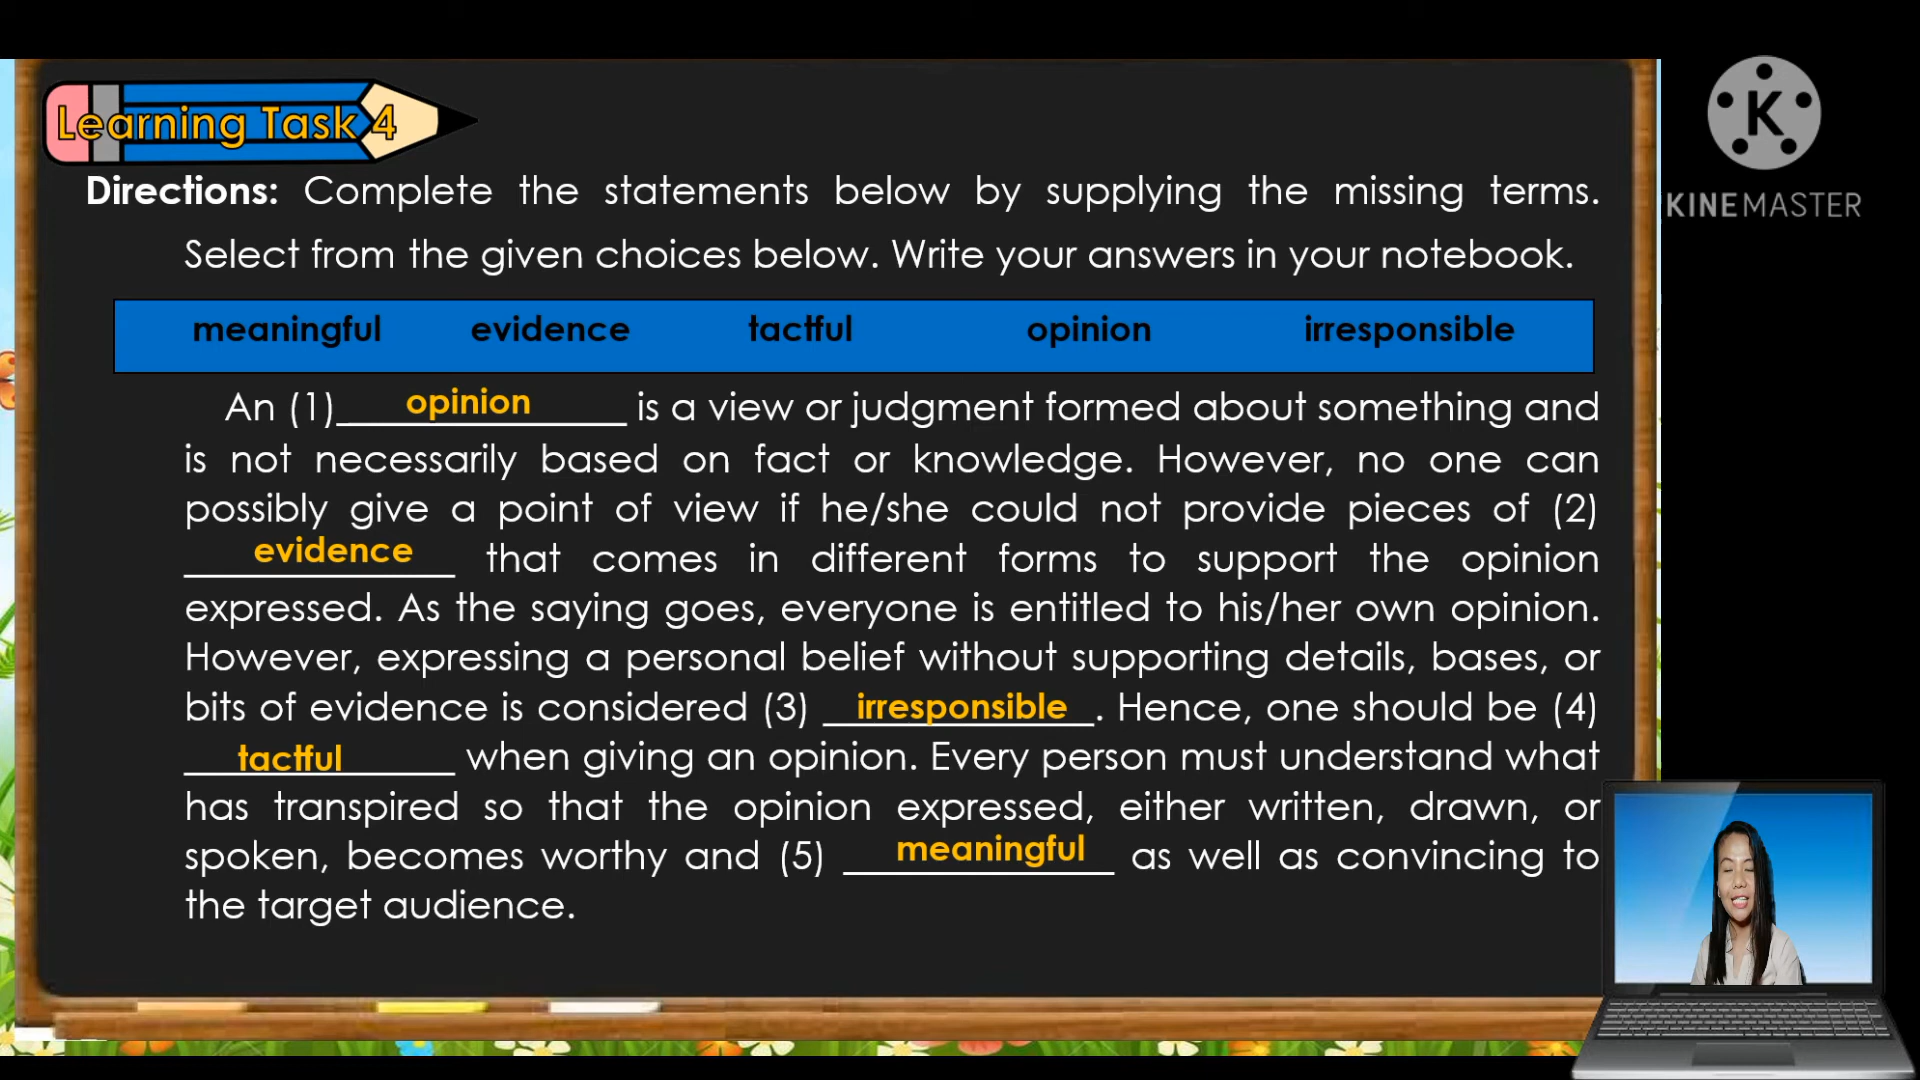 Learning Task 4
KINEMASTER
Directions: Complete the statements below by supplying the missing terms.
Select from the given choices below. Write your answers in your notebook.
meaningful evidence tactful opinion irresponsible
An (1) opinion is a view or judgment formed about something and
is not necessarily based on fact or knowledge. However, no one can
possibly give a point of view if he/she could not provide pieces of (2)
evidence that comes in different forms to support the opinion
expressed. As the saying goes, everyone is entitled to his/her own opinion.
However, expressing a personal belief without supporting details, bases, or
bits of evidence is considered (3) irresponsible. Hence, one should be (4)
tactful when giving an opinion. Every person must understand what
has transpired so that the opinion expressed, either written, drawn, or
spoken, becomes worthy and (5) meaningful as well as convincing to
the target audience.